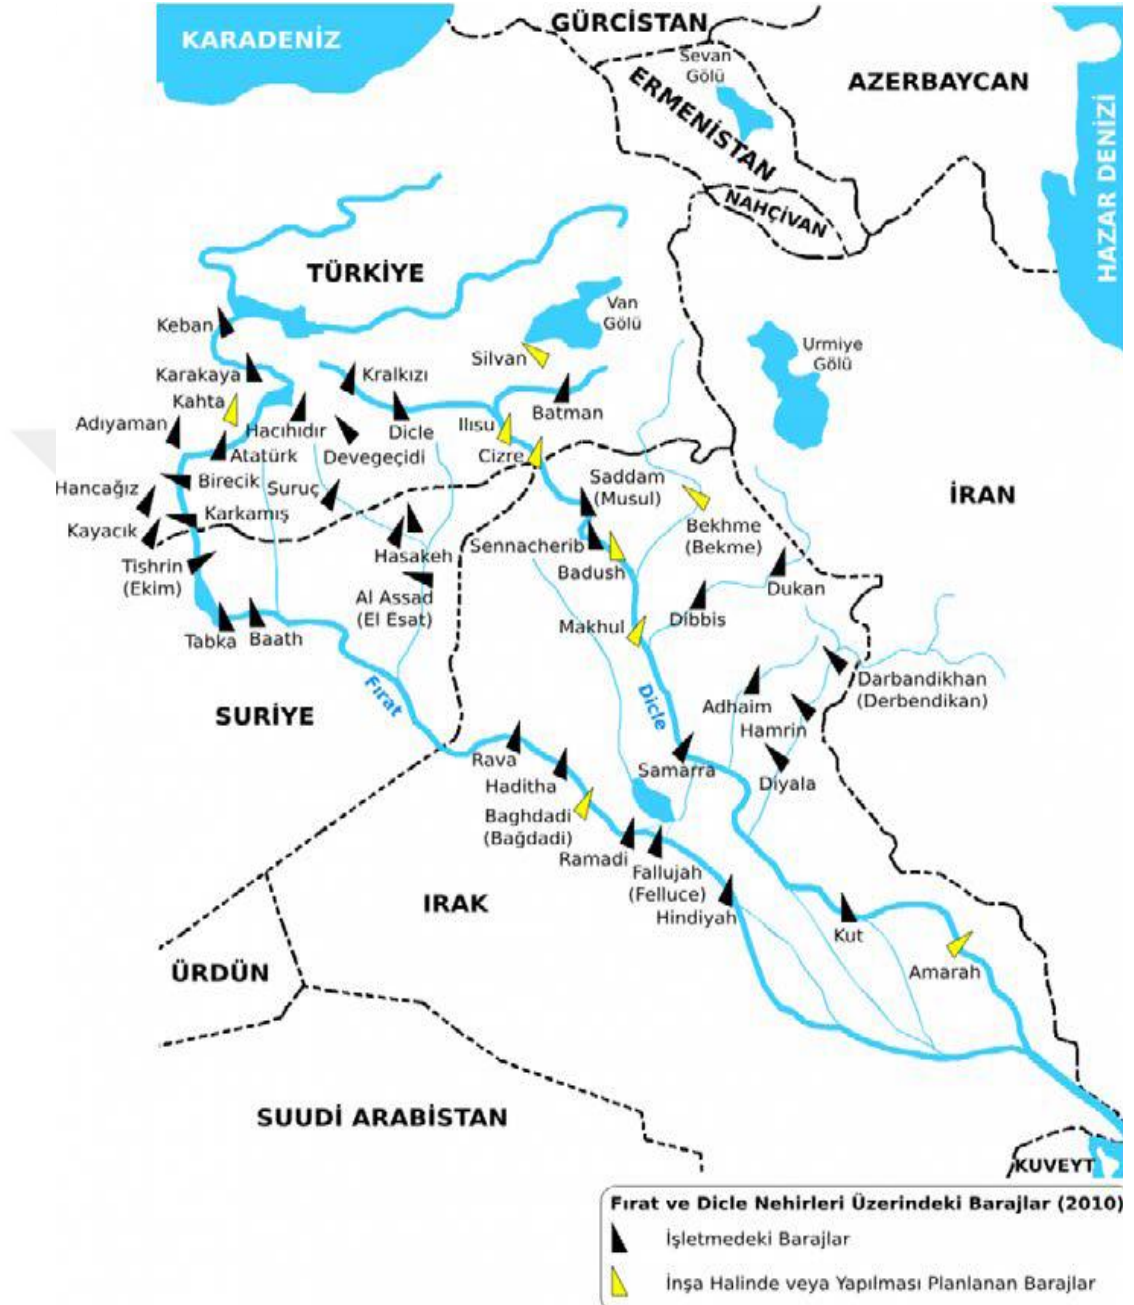 KARADENİZ
GÜRCİSTAN
Sevan
Gölü
ERMENİSTAN
AZERBAYCAN
HAZAR DENİZİ
NAHÇİVAN
TÜRKİYE
Van
Gölü
Keban
Silvan
Urmiye
Gölü
Karakaya
Kralkızı
Kahta
Batman
Adıyaman
Hacıhıdır
Dicle
Ilısu
Atatürk
Devegeçidi
Cizre
Birecik
Suruç
Saddam
(Musul)
İRAN
Hancağız
Karkamış
Bekhme
(Bekme)
Kayacık
Hasakeh
Sennacherib
Tishrin
(Ekim)
Badush
Dukan
Al Assad
(El Esat)
Dibbis
Tabka
Baath
Makhul
Fırat
Dicle
Darbandikhan
(Derbendikan)
SURİYE
Adhaim
Hamrin
Rava
Samarra
Diyala
Haditha
Baghdadi
(Bağdadi)
Ramadi
Fallujah
(Felluce)
IRAK
Hindiyah
Kut
ÜRDÜN
Amarah
SUUDİ ARABİSTAN
KUVEYT
Fırat ve Dicle Nehirleri Üzerindeki Barajlar (2010)
İşletmedeki Barajlar
İnşa Halinde veya Yapılması Planlanan Barajlar